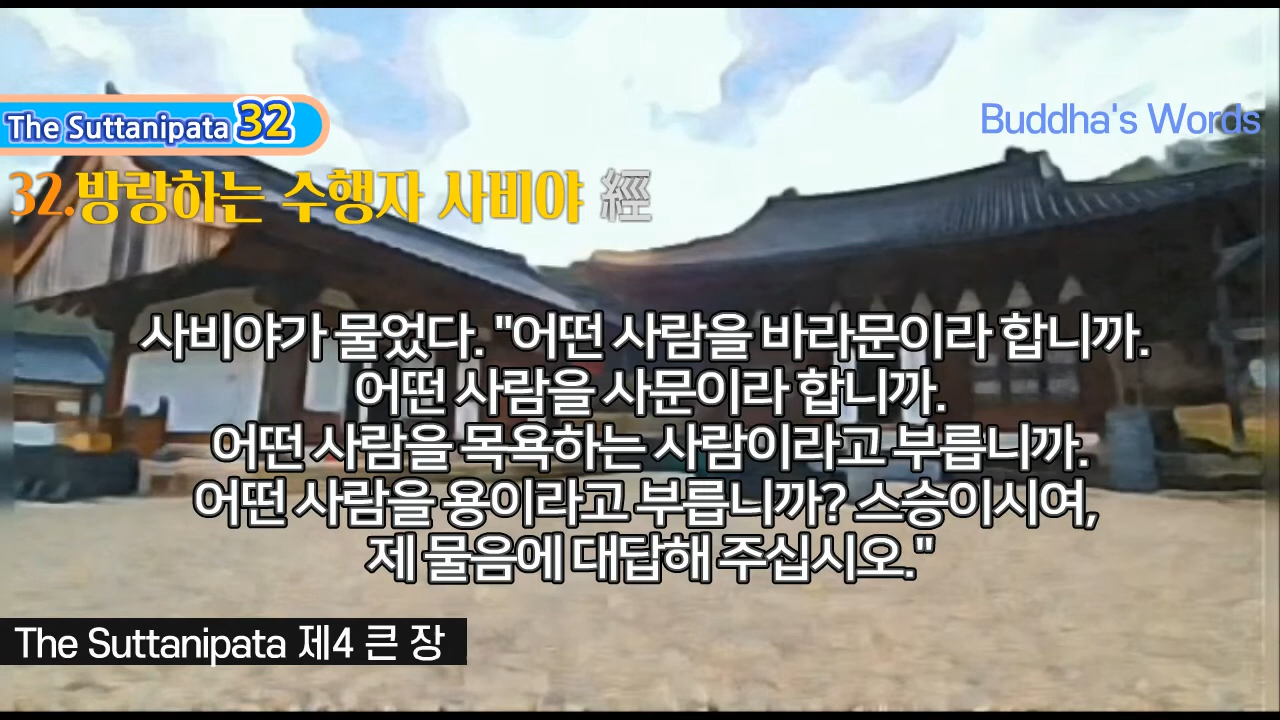 The Suttanipata 32
Buddha's Words
32.방랑하는 수행자 사비야 經
사비야가 물었다. "어떤 사람을 바라문이라 합니까.
어떤 사람을 사문이라 합니까.
어떤 사람을 목욕하는 사람이라고 부릅니까.
어떤 사람을 용이라고 부릅니까? 스승이시여,
제 물음에 대답해 주십시오."
The Suttanipata 제4 큰 장